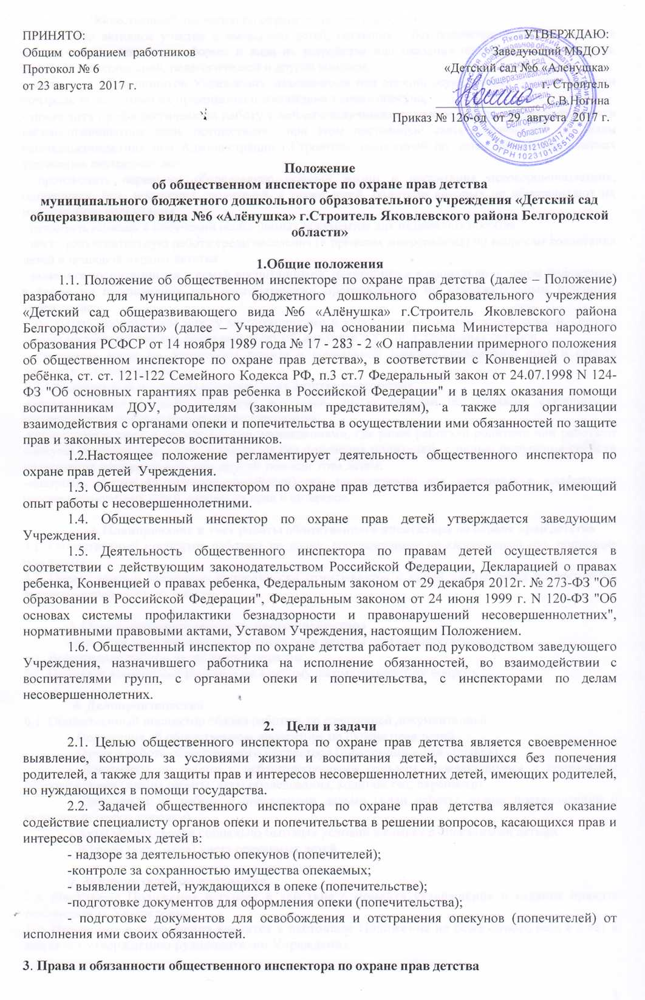 ПРИНЯТО:
Общим собранием работников
Протокол № 6
от 23 августа 2017 г.
УТВЕРЖДАЮ:
Заведующий МБДОУ
«Детский сад №6 «Аленушка»
г. Строитель
С.В.Ногина
Приказ № 126-од от 29 августа 2017 г.
Положение
об общественном инспекторе по охране прав детства
муниципального бюджетного дошкольного образовательного учреждения «Детский сад
общеразвивающего вида №6 «Алёнушка» г.Строитель Яковлевского района Белгородской
области»
1.Общие положения
1.1. Положение об общественном инспекторе по охране прав детства (далее – Положение)
разработано для муниципального бюджетного дошкольного образовательного учреждения
«Детский сад общеразвивающего вида №6 «Алёнушка» г.Строитель Яковлевского района
Белгородской области» (далее – Учреждение) на основании письма Министерства народного
образования РСФСР от 14 ноября 1989 года № 17 - 283 - 2 «О направлении примерного положения
об общественном инспекторе по охране прав детства», в соответствии с Конвенцией о правах
ребёнка, ст. ст. 121-122 Семейного Кодекса РФ, п.3 ст.7 Федеральный закон от 24.07.1998 N 124-
ФЗ "Об основных гарантиях прав ребенка в Российской Федерации" и в целях оказания помощи
воспитанникам ДОУ, родителям (законным представителям), а также для организации
взаимодействия с органами опеки и попечительства в осуществлении ими обязанностей по защите
прав и законных интересов воспитанников.
1.2.Настоящее положение регламентирует деятельность общественного инспектора по
охране прав детей Учреждения.
1.3. Общественным инспектором по охране прав детства избирается работник, имеющий
опыт работы с несовершеннолетними.
1.4. Общественный инспектор по охране прав детей утверждается заведующим
Учреждения.
1.5. Деятельность общественного инспектора по правам детей осуществляется в
соответствии с действующим законодательством Российской Федерации, Декларацией о правах
ребенка, Конвенцией о правах ребенка, Федеральным законом от 29 декабря 2012г. № 273-ФЗ "Об
образовании в Российской Федерации", Федеральным законом от 24 июня 1999 г. N 120-ФЗ "Об
основах системы профилактики безнадзорности и правонарушений несовершеннолетних",
нормативными правовыми актами, Уставом Учреждения, настоящим Положением.
1.6. Общественный инспектор по охране детства работает под руководством заведующего
Учреждения, назначившего работника на исполнение обязанностей, во взаимодействии с
воспитателями групп, с органами опеки и попечительства, с инспекторами по делам
несовершеннолетних.
2. Цели и задачи
2.1. Целью общественного инспектора по охране прав детства является своевременное
выявление, контроль за условиями жизни и воспитания детей, оставшихся без попечения
родителей, а также для защиты прав и интересов несовершеннолетних детей, имеющих родителей,
но нуждающихся в помощи государства.
2.2. Задачей общественного инспектора по охране прав детства является оказание
содействие специалисту органов опеки и попечительства в решении вопросов, касающихся прав и
интересов опекаемых детей в:
- надзоре за деятельностью опекунов (попечителей);
-контроле за сохранностью имущества опекаемых;
- выявлении детей, нуждающихся в опеке (попечительстве);
-подготовке документов для оформления опеки (попечительства);
- подготовке документов для освобождения и отстранения опекунов (попечителей) от
исполнения ими своих обязанностей.
3. Права и обязанности общественного инспектора по охране прав детства